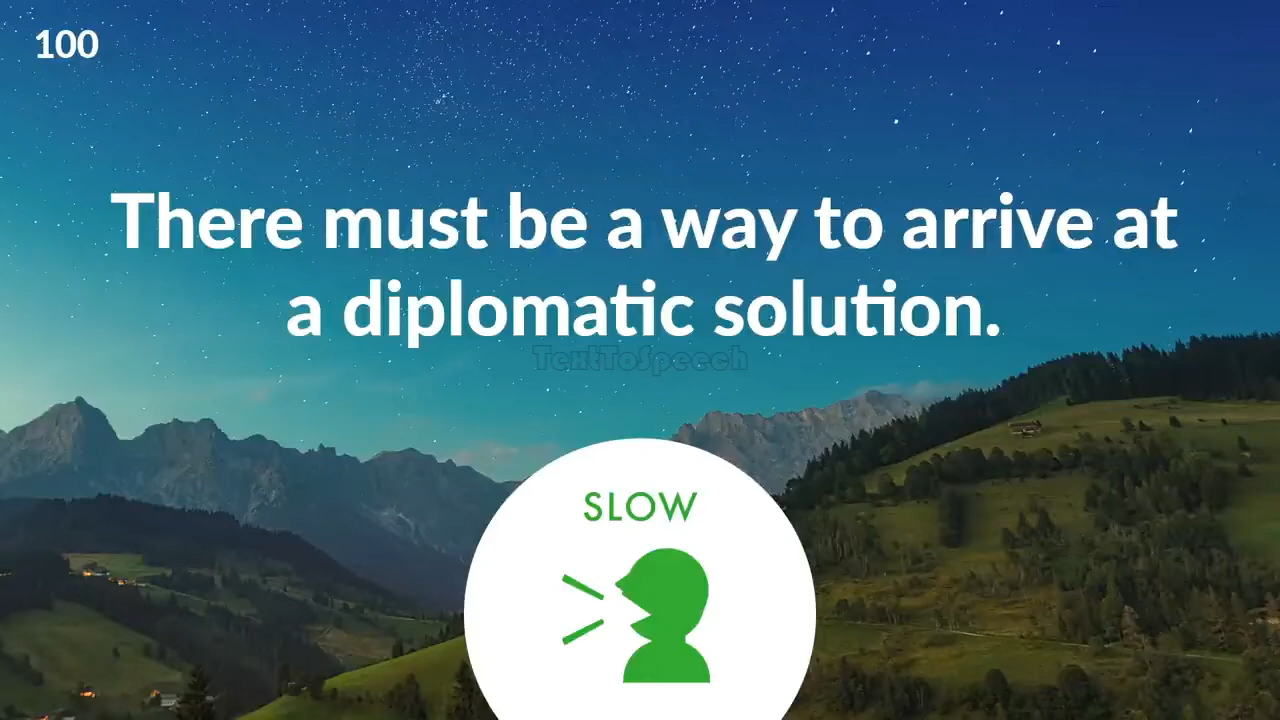 100
There must be a way to arrive at
a diplomatic solution.
TextToSpeech
SLOW